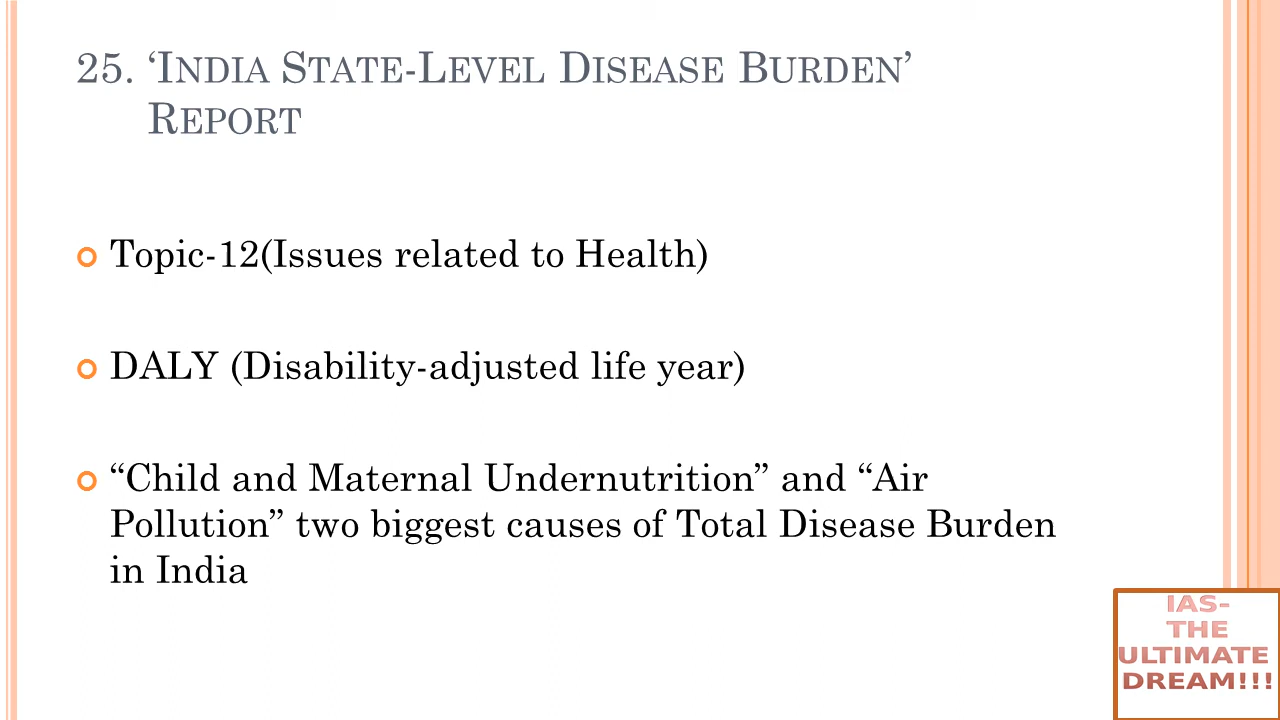 25. ‘INDIA STATE-LEVEL DISEASE BURDEN’
REPORT
Topic-12(Issues related to Health)
DALY (Disability-adjusted life year)
“Child and Maternal Undernutrition” and “Air
Pollution” two biggest causes of Total Disease Burden
in India
IAS-
THE
ULTIMATE
DREAM!!!